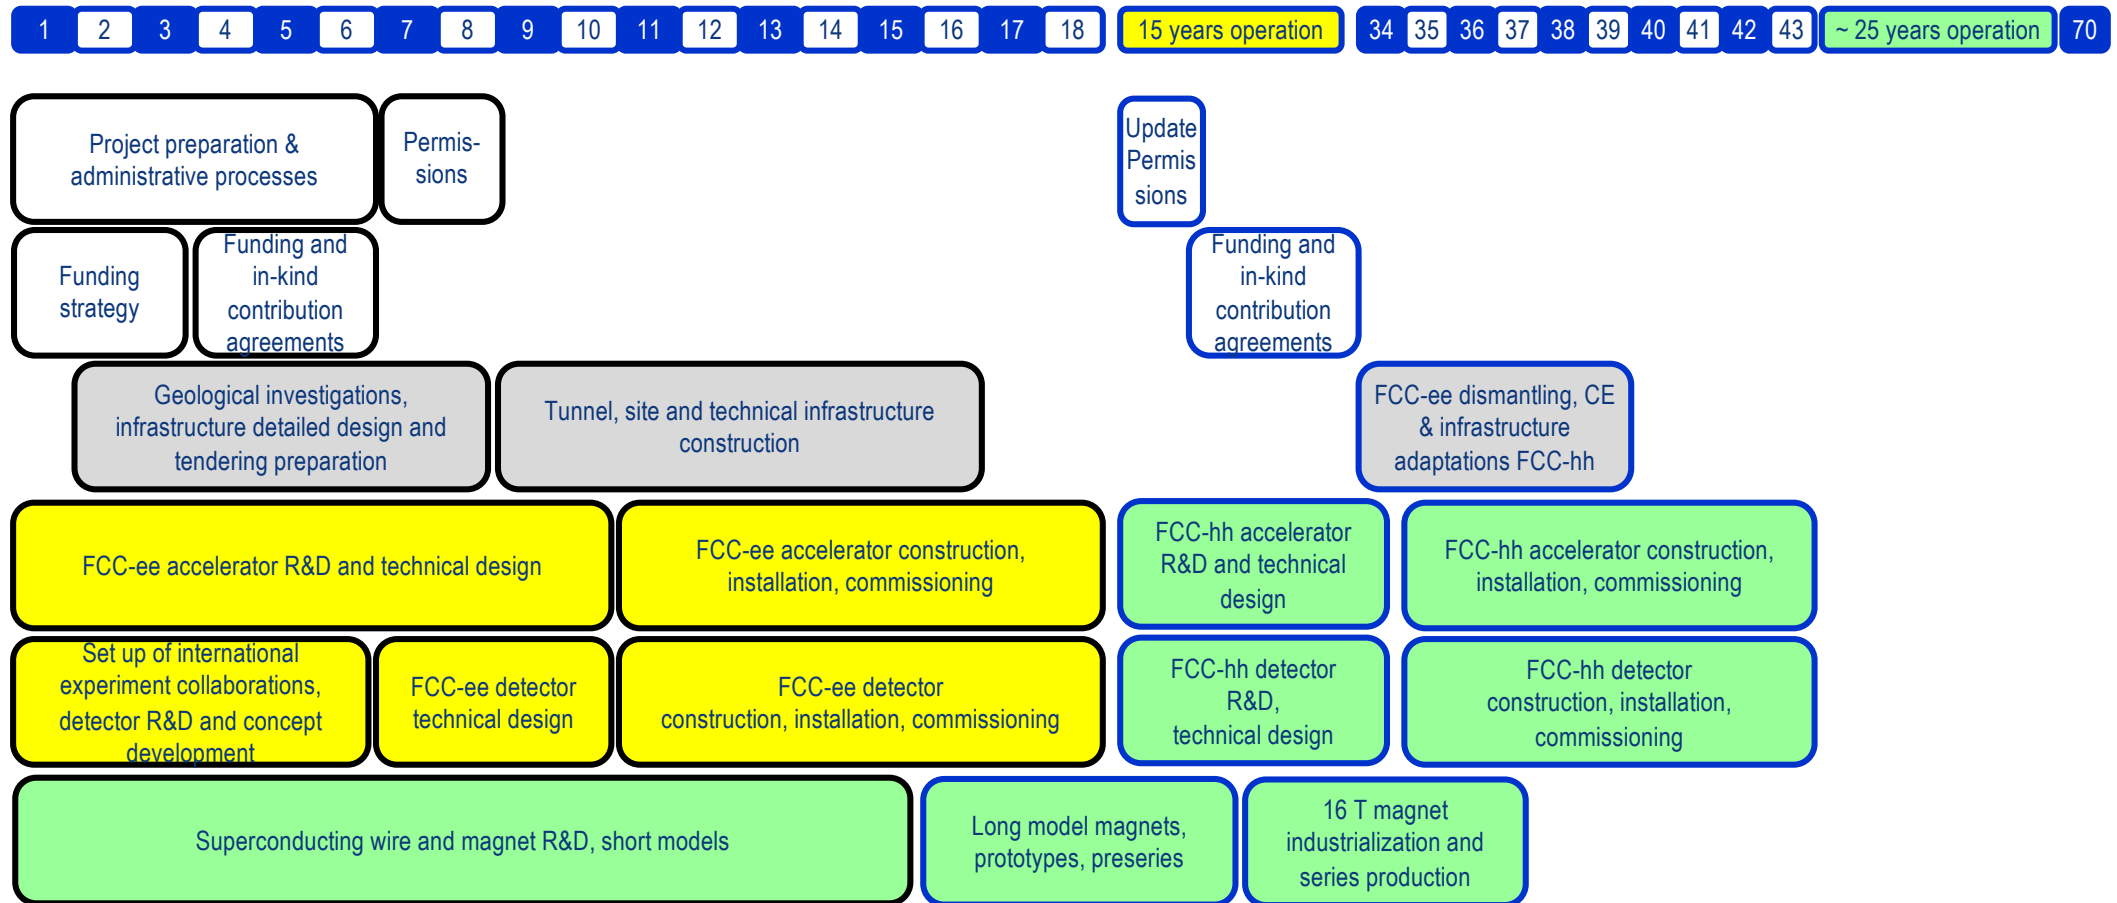 1 2 3 4 5 6 7 8 9 10 11 12 13 14 15 16 17 18 15 years operation 34 35 36 37 38 39 40 41 42 43 ~ 25 years operation 70
Project preparation &
administrative processes
Permis-
sions
Update
Permis
sions
Funding
strategy
Funding and
in-kind
contribution
agreements
Funding and
in-kind
contribution
agreements
Geological investigations,
infrastructure detailed design and
tendering preparation
Tunnel, site and technical infrastructure
construction
FCC-ee dismantling, CE
& infrastructure
adaptations FCC-hh
FCC-ee accelerator R&D and technical design
FCC-ee accelerator construction,
installation, commissioning
FCC-hh accelerator
R&D and technical
design
FCC-hh accelerator construction,
installation, commissioning
Set up of international
experiment collaborations,
detector R&D and concept
development
FCC-ee detector
technical design
FCC-ee detector
construction, installation, commissioning
FCC-hh detector
R&D,
technical design
FCC-hh detector
construction, installation,
commissioning
Superconducting wire and magnet R&D, short models
Long model magnets,
prototypes, preseries
16 T magnet
industrialization and
series production